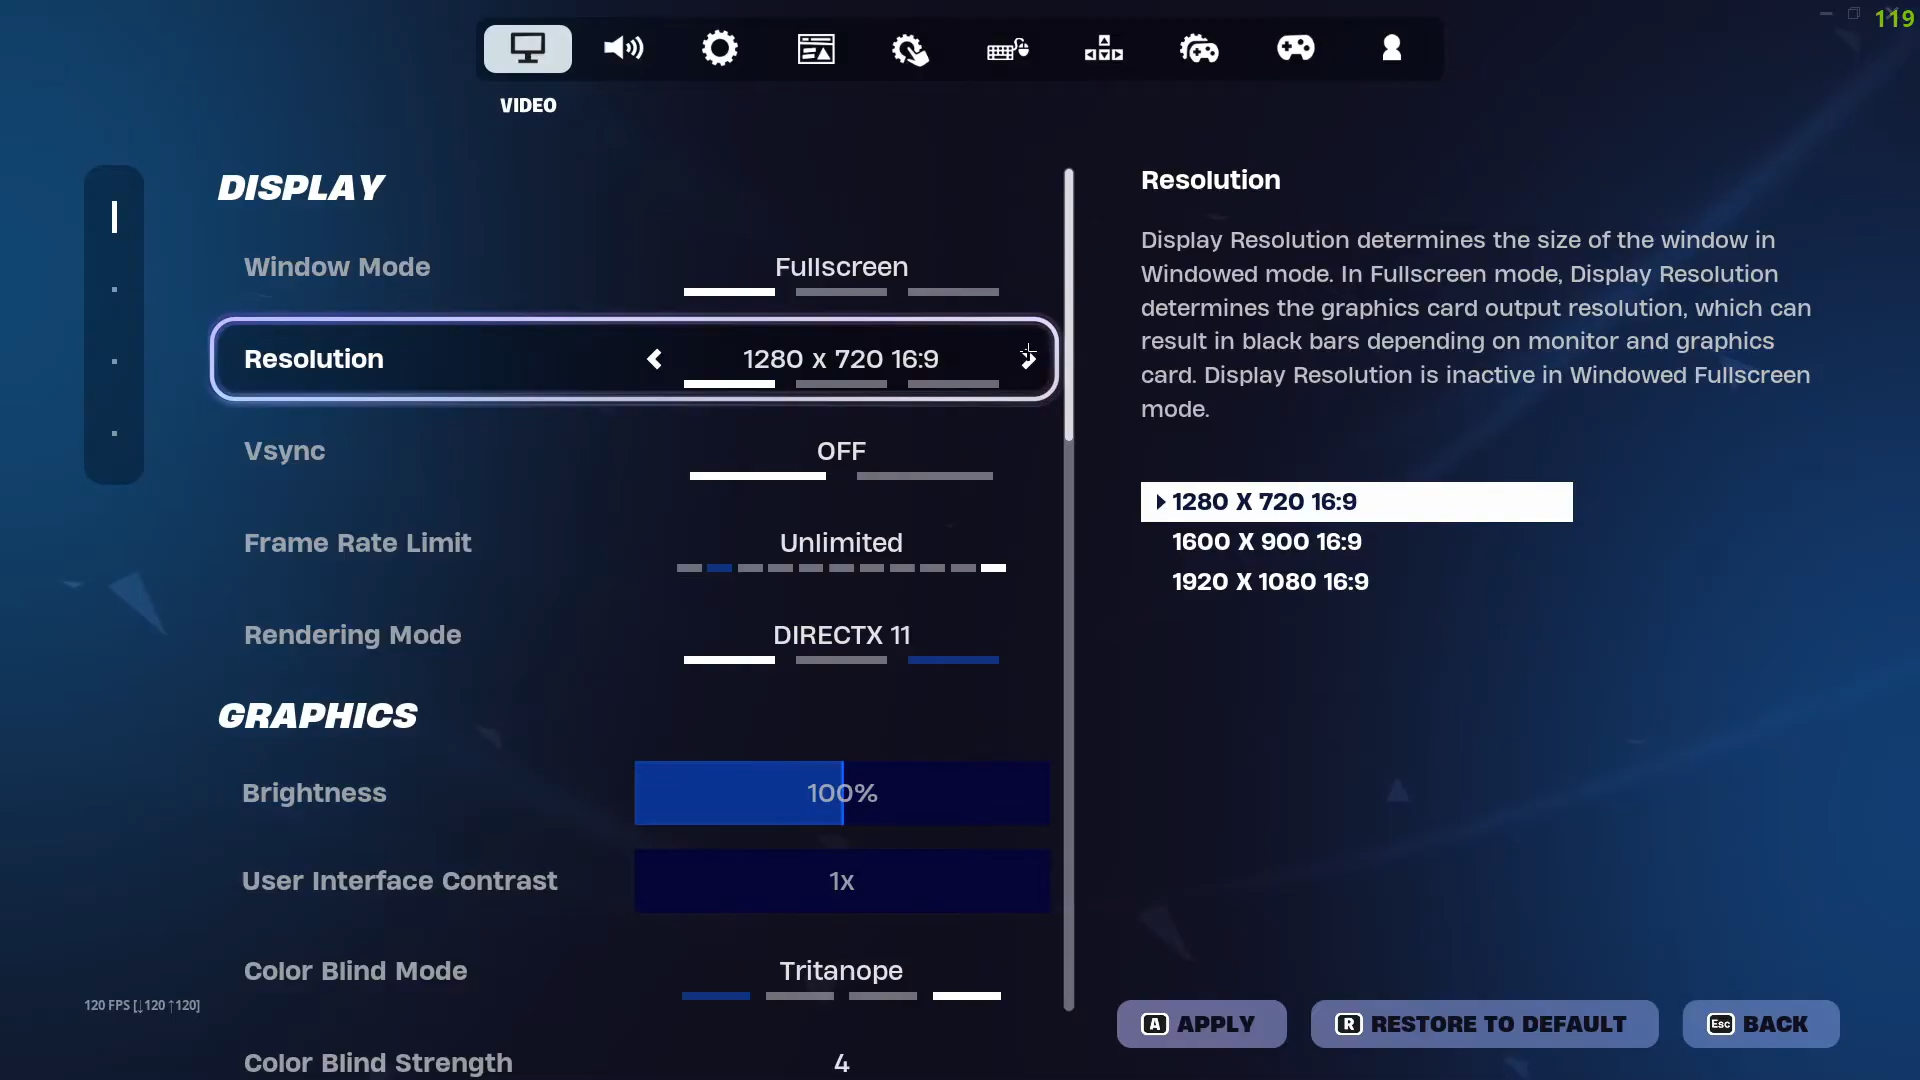 119
VIDEO
DISPLAY
Window Mode
Fullscreen
Resolution
1280 x 720 16:9
Vsync
OFF
Frame Rate Limit
Unlimited
Rendering Mode
DIRECTX 11
GRAPHICS
Brightness
100%
User Interface Contrast
1x
Color Blind Mode
Tritanope
Color Blind Strength
4
Resolution
Display Resolution determines the size of the window in
Windowed mode. In Fullscreen mode, Display Resolution
determines the graphics card output resolution, which can
result in black bars depending on monitor and graphics
card. Display Resolution is inactive in Windowed Fullscreen
mode.
1280 X 720 16:9
1600 X 900 16:9
1920 X 1080 16:9
120 FPS [↓120 ↑120]
A APPLY
R RESTORE TO DEFAULT
Esc BACK